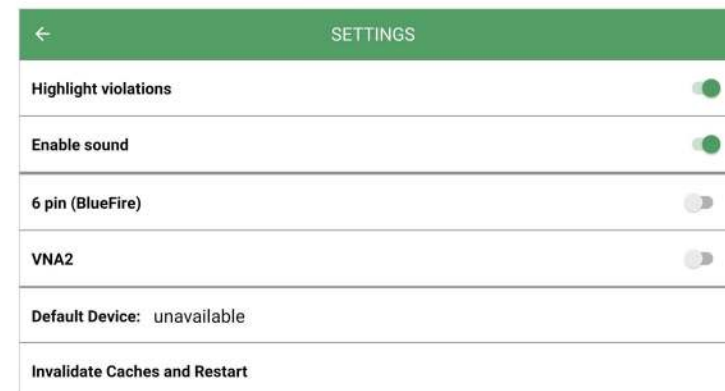 SETTINGS
Highlight violations
Enable sound
6 pin (BlueFire)
VNA2
Default Device: unavailable
Invalidate Caches and Restart